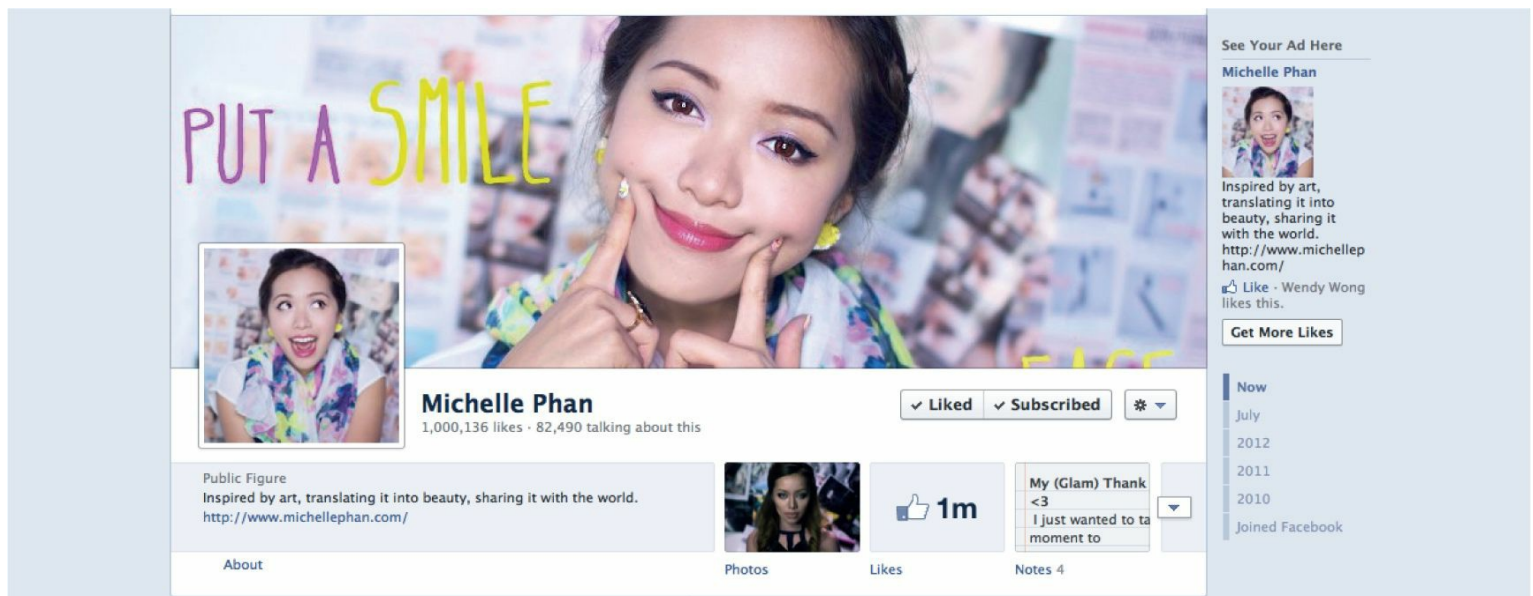 PUT A SMILE
FACE
Michelle Phan
1,000,136 likes · 82,490 talking about this
✓ Liked ✓ Subscribed
Public Figure
Inspired by art, translating it into beauty, sharing it with the world.
http://www.michellephan.com/
About
Photos
1m
Likes
My (Glam) Thank
<3
I just wanted to ta
moment to
Notes 4
See Your Ad Here
Michelle Phan
Inspired by art,
translating it into
beauty, sharing it
with the world.
http://www.michellep
han.com/
Like · Wendy Wong
likes this.
Get More Likes
Now
July
2012
2011
2010
Joined Facebook